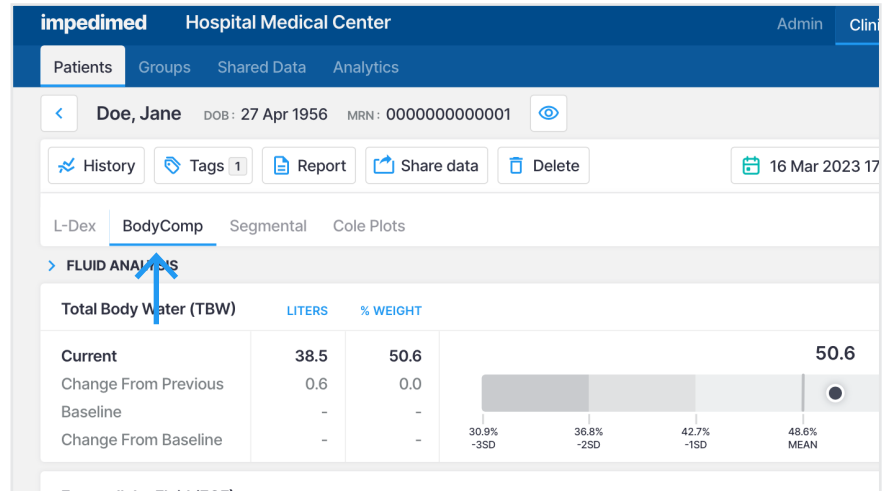 impedimed Hospital Medical Center Admin
Patients Groups Shared Data Analytics
Doe, Jane DOB: 27 Apr 1956 MRN: 0000000000001
History Tags 1 Report Share data Delete 16 Mar 2023 17
L-Dex BodyComp Segmental Cole Plots
FLUID ANALYSIS
Total Body Water (TBW) LITERS % WEIGHT
Current 38.5 50.6 50.6
Change From Previous 0.6 0.0
Baseline - -
Change From Baseline - -
30.9% 36.8% 42.7% 48.6%
-3SD -2SD -1SD MEAN